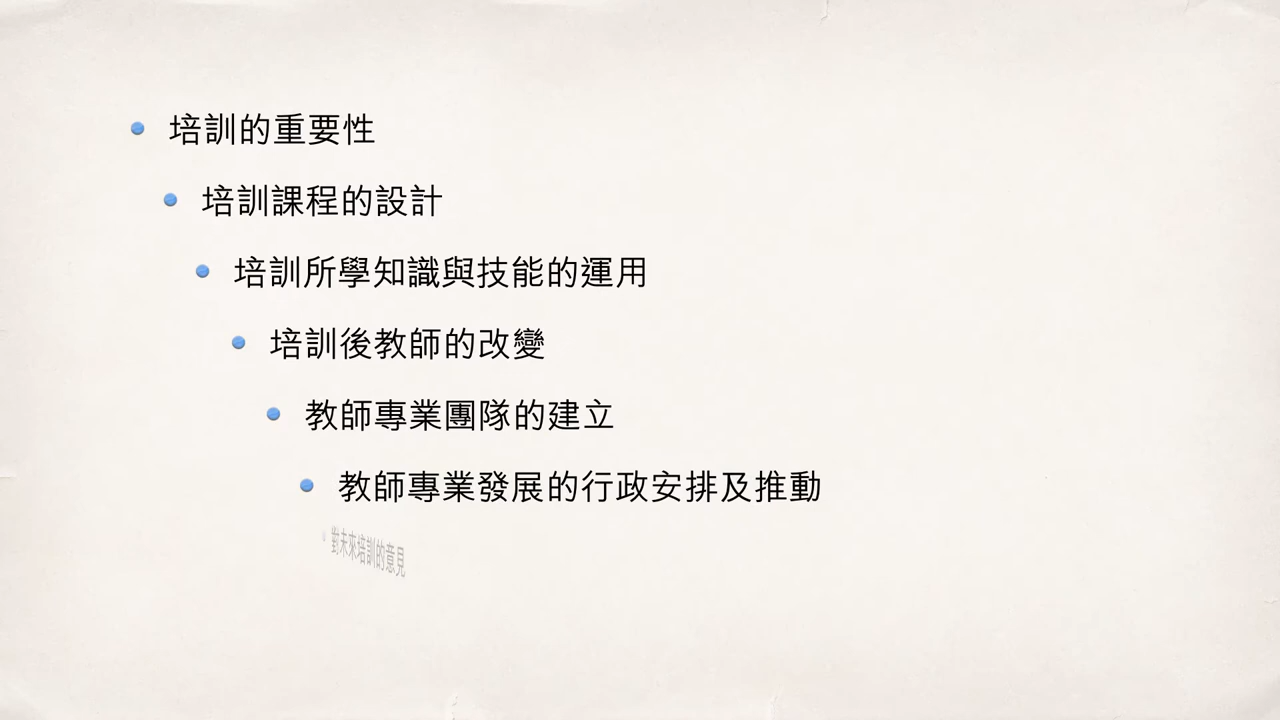 培訓的重要性
培訓課程的設計
培訓所學知識與技能的運用
培訓後教師的改變
教師專業團隊的建立
教師專業發展的行政安排及推動
對未來培訓的意見